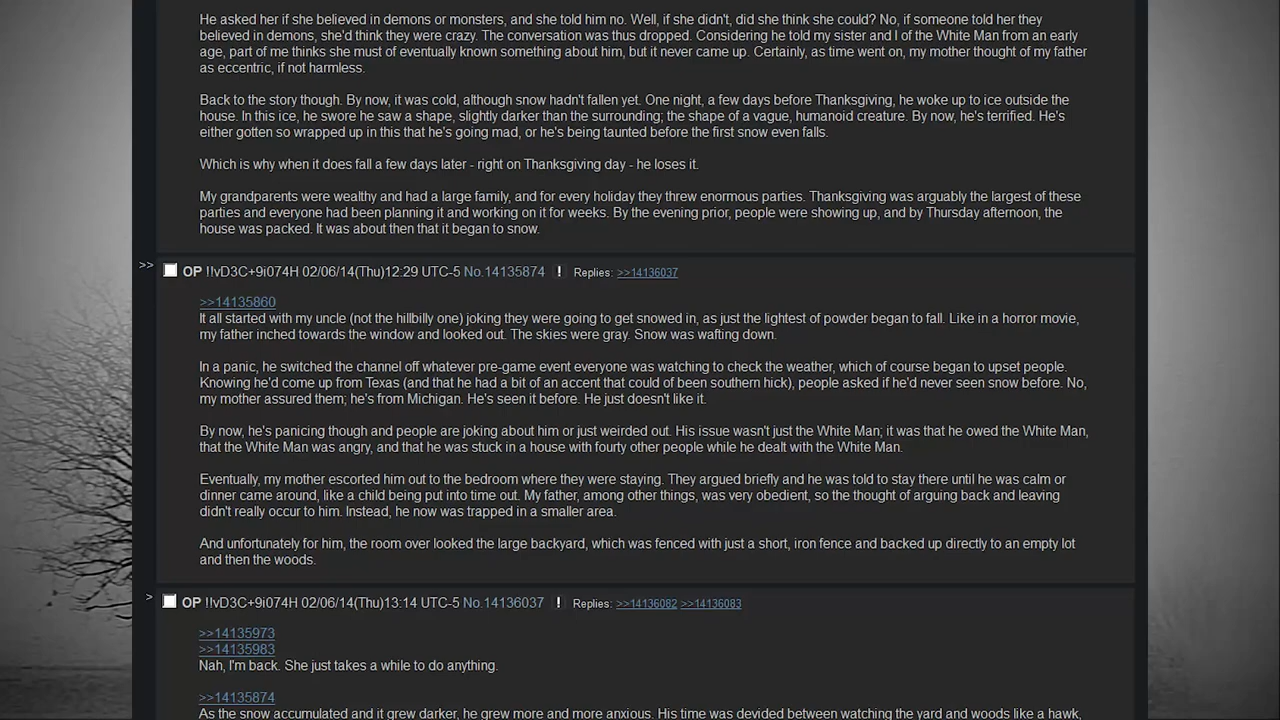 He asked her if she believed in demons or monsters, and she told him no. Well, if she didn't, did she think she could? No, if someone told her they
believed in demons, she'd think they were crazy. The conversation was thus dropped. Considering he told my sister and I of the White Man from an early
age, part of me thinks she must of eventually known something about him, but it never came up. Certainly, as time went on, my mother thought of my father
as eccentric, if not harmless.
Back to the story though. By now, it was cold, although snow hadn't fallen yet. One night, a few days before Thanksgiving, he woke up to ice outside the
house. In this ice, he swore he saw a shape, slightly darker than the surrounding; the shape of a vague, humanoid creature. By now, he's terrified. He's
either gotten so wrapped up in this that he's going mad, or he's being taunted before the first snow even falls.
Which is why when it does fall a few days later - right on Thanksgiving day - he loses it.
My grandparents were wealthy and had a large family, and for every holiday they threw enormous parties. Thanksgiving was arguably the largest of these
parties and everyone had been planning it and working on it for weeks. By the evening prior, people were showing up, and by Thursday afternoon, the
house was packed. It was about then that it began to snow.
>> OP !!vD3C+9i074H 02/06/14(Thu)12:29 UTC-5 No.14135874 ! Replies: >>14136037
>>14135860
It all started with my uncle (not the hillbilly one) joking they were going to get snowed in, as just the lightest of powder began to fall. Like in a horror movie,
my father inched towards the window and looked out. The skies were gray. Snow was wafting down.
In a panic, he switched the channel off whatever pre-game event everyone was watching to check the weather, which of course began to upset people.
Knowing he'd come up from Texas (and that he had a bit of an accent that could of been southern hick), people asked if he'd never seen snow before. No,
my mother assured them; he's from Michigan. He's seen it before. He just doesn't like it.
By now, he's panicing though and people are joking about him or just weirded out. His issue wasn't just the White Man; it was that he owed the White Man,
that the White Man was angry, and that he was stuck in a house with fourty other people while he dealt with the White Man.
Eventually, my mother escorted him out to the bedroom where they were staying. They argued briefly and he was told to stay there until he was calm or
dinner came around, like a child being put into time out. My father, among other things, was very obedient, so the thought of arguing back and leaving
didn't really occur to him. Instead, he now was trapped in a smaller area.
And unfortunately for him, the room over looked the large backyard, which was fenced with just a short, iron fence and backed up directly to an empty lot
and then the woods.
> OP !!vD3C+9i074H 02/06/14(Thu)13:14 UTC-5 No.14136037 ! Replies: >>14136082 >>14136083
>>14135973
>>14135983
Nah, I'm back. She just takes a while to do anything.
>>14135874
As the snow accumulated and it grew darker, he grew more and more anxious. His time was devided between watching the yard and woods like a hawk,